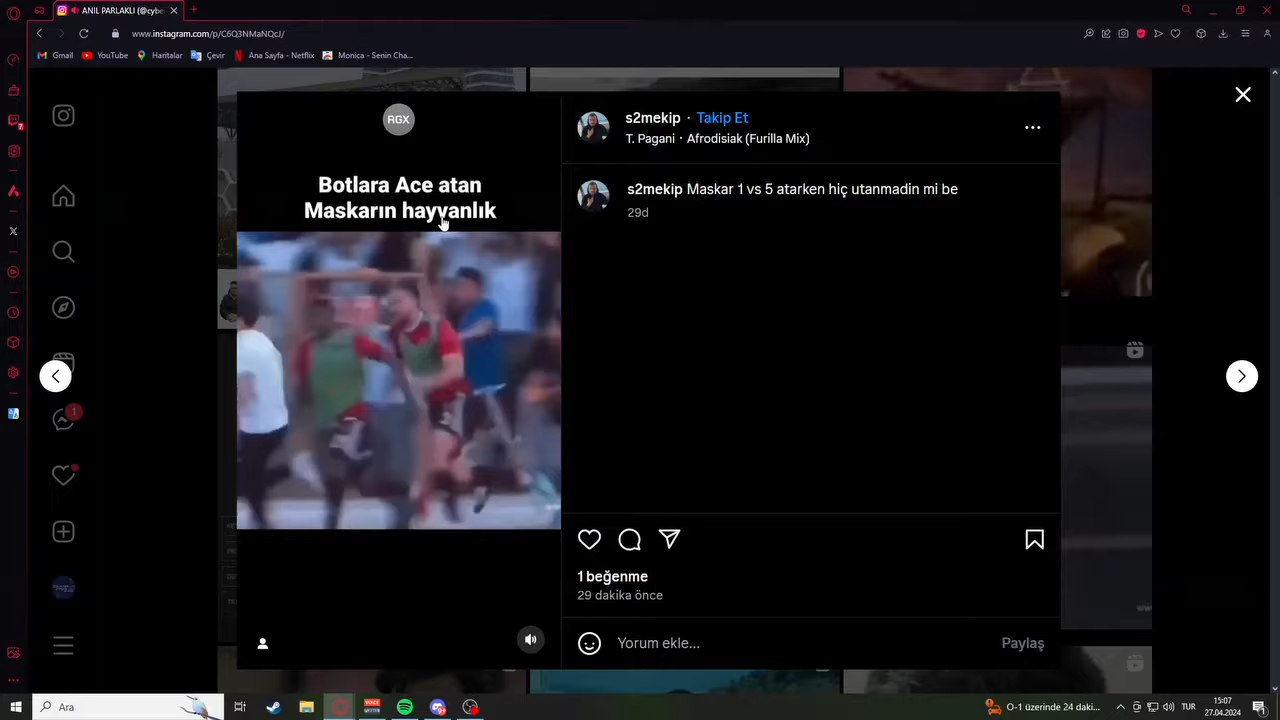 ANIL PARLAKLI (@cybe
www.instagram.com/p/C6Q3NMaNQcJ/
Gmail
YouTube
Haritalar
Çevir
Ana Sayfa - Netflix
Monica - Senin Cha...
RGX
Botlara Ace atan
Maskarın hayvanlık
s2mekip · Takip Et
T. Pagani · Afrodisiak (Furilla Mix)
s2mekip Maskar 1 vs 5 atarken hiç utanmadin mi be
29d
1
1 beğenme
29 dakika önce
Yorum ekle...
Paylaş
Ara
O-1 üzerinde 24 daki...
TUR
15:07
27.04.2024